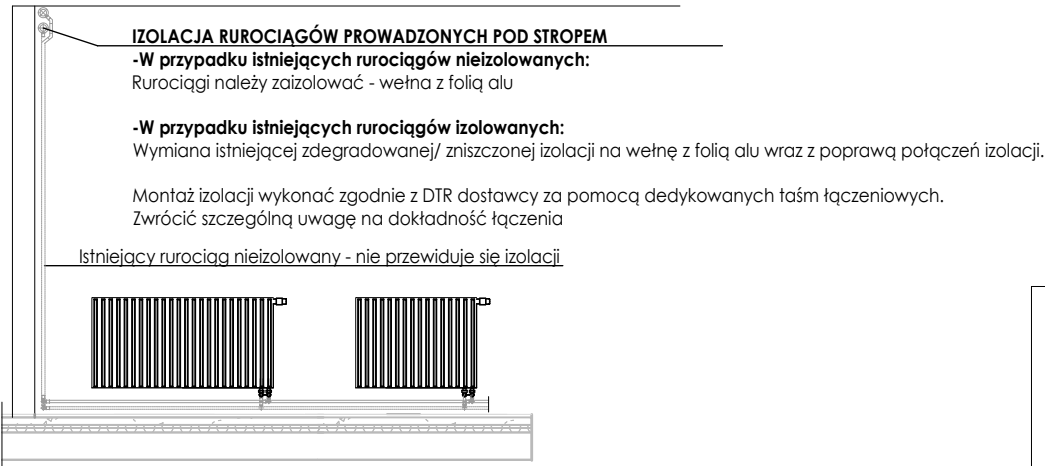 IZOLACJA RUROCIĄGÓW PROWADZONYCH POD STROPEM
-W przypadku istniejących rurociągów nieizolowanych:
Rurociągi należy zaizolować - wełna z folią alu
-W przypadku istniejących rurociągów izolowanych:
Wymiana istniejącej zdegradowanej/ zniszczonej izolacji na wełnę z folią alu wraz z poprawą połączeń izolacji.
Montaż izolacji wykonać zgodnie z DTR dostawcy za pomocą dedykowanych taśm łączeniowych.
Zwrócić szczególną uwagę na dokładność łączenia
Istniejący rurociąg nieizolowany - nie przewiduje się izolacji